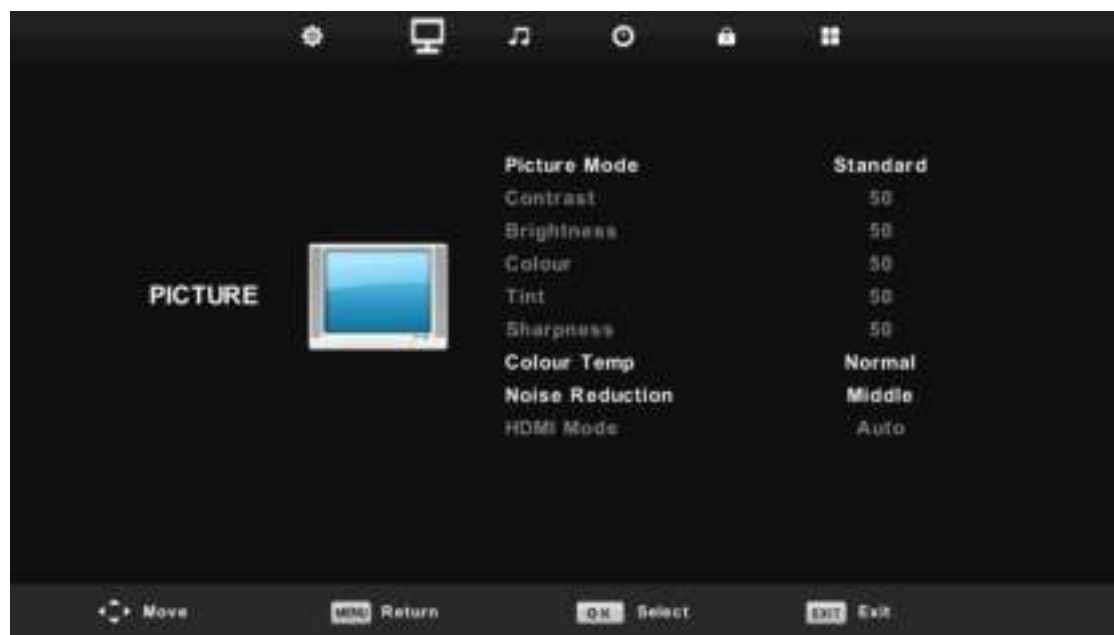 Picture Mode Standard
Contrast 50
Brightness 50
Colour 50
PICTURE
Tint 50
Sharpness 50
Colour Temp Normal
Noise Reduction Middle
HDMI Mode Auto
Move MENU Return OK Select EXIT Exit